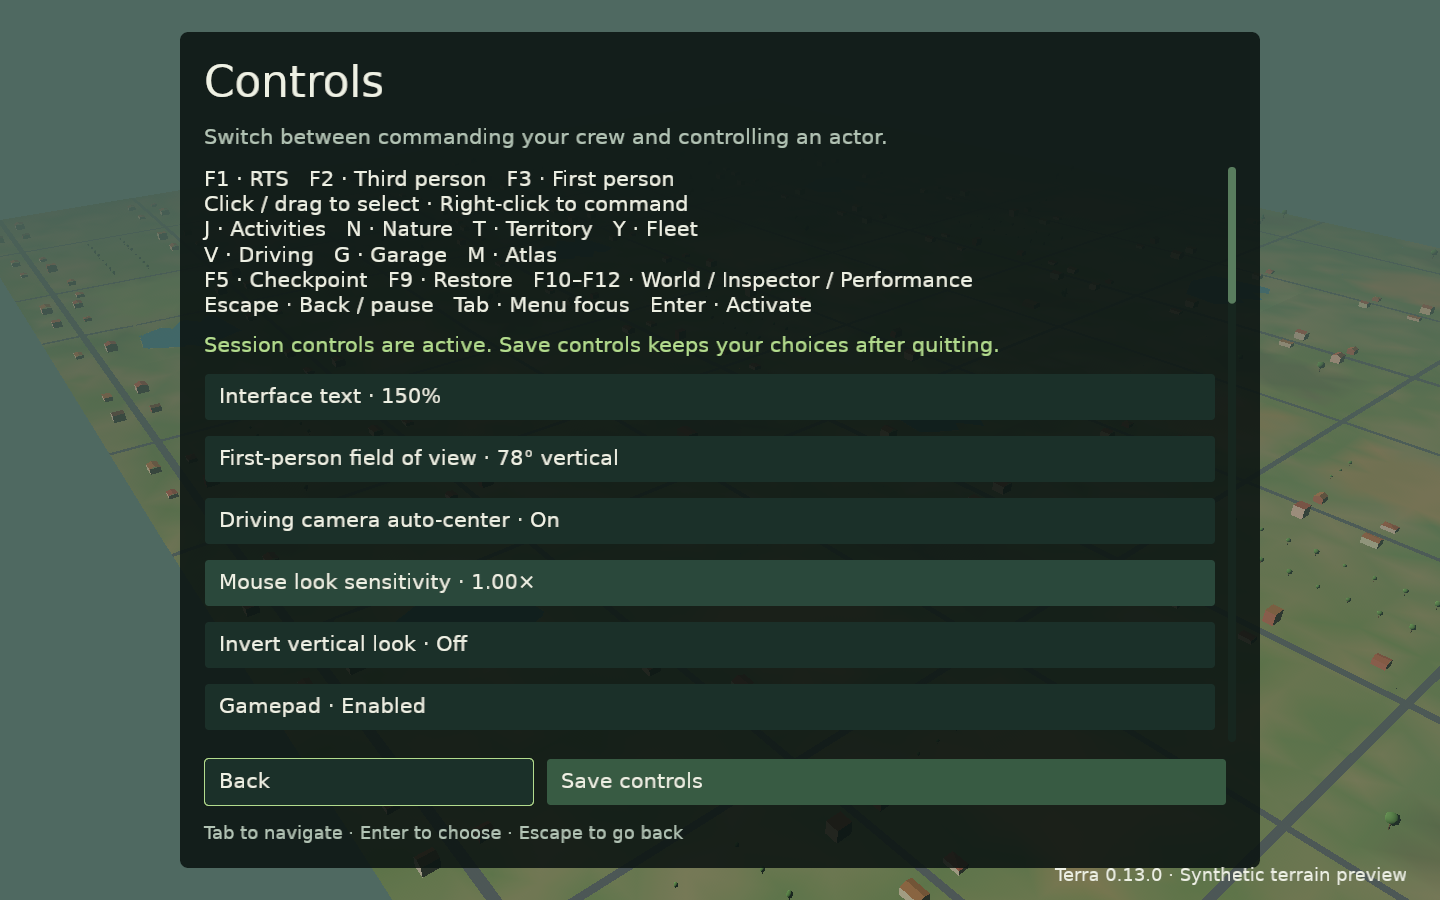 Controls
Switch between commanding your crew and controlling an actor.
F1 · RTS   F2 · Third person   F3 · First person
Click / drag to select · Right-click to command
J · Activities   N · Nature   T · Territory   Y · Fleet
V · Driving   G · Garage   M · Atlas
F5 · Checkpoint   F9 · Restore   F10–F12 · World / Inspector / Performance
Escape · Back / pause   Tab · Menu focus   Enter · Activate
Session controls are active. Save controls keeps your choices after quitting.
Interface text · 150%
First-person field of view · 78° vertical
Driving camera auto-center · On
Mouse look sensitivity · 1.00×
Invert vertical look · Off
Gamepad · Enabled
Back
Save controls
Tab to navigate · Enter to choose · Escape to go back
Terra 0.13.0 · Synthetic terrain preview